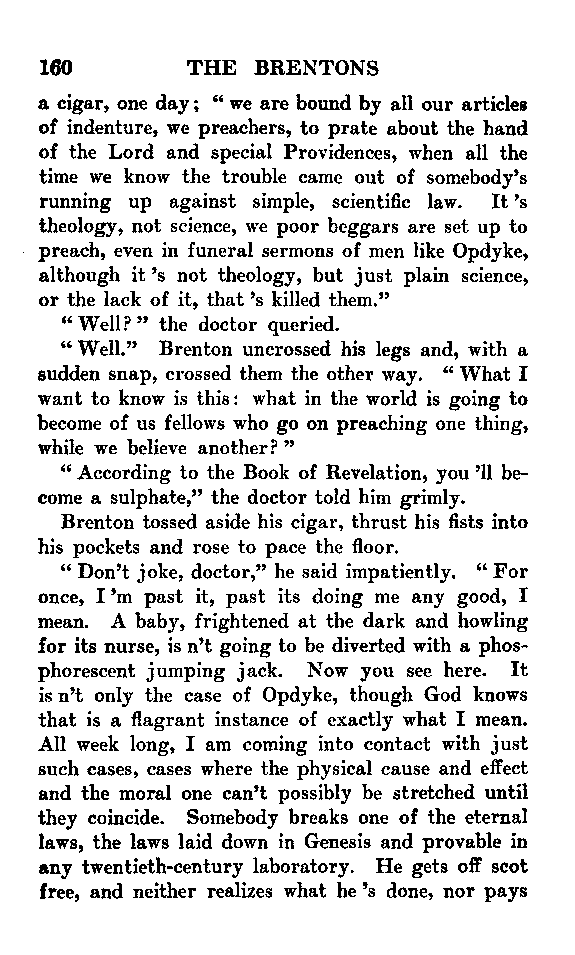 160 THE BRENTONS
a cigar, one day; “ we are bound by all our articles
of indenture, we preachers, to prate about the hand
of the Lord and special Providences, when all the
time we know the trouble came out of somebody’s
running up against simple, scientific law. It ’s
theology, not science, we poor beggars are set up to
preach, even in funeral sermons of men like Opdyke,
although it ’s not theology, but just plain science,
or the lack of it, that ’s killed them.”
“ Well? ” the doctor queried.
“ Well.” Brenton uncrossed his legs and, with a
sudden snap, crossed them the other way. “ What I
want to know is this: what in the world is going to
become of us fellows who go on preaching one thing,
while we believe another? ”
“ According to the Book of Revelation, you ’ll be-
come a sulphate,” the doctor told him grimly.
Brenton tossed aside his cigar, thrust his fists into
his pockets and rose to pace the floor.
“ Don’t joke, doctor,” he said impatiently. “ For
once, I ’m past it, past its doing me any good, I
mean. A baby, frightened at the dark and howling
for its nurse, is n’t going to be diverted with a phos-
phorescent jumping jack. Now you see here. It
is n’t only the case of Opdyke, though God knows
that is a flagrant instance of exactly what I mean.
All week long, I am coming into contact with just
such cases, cases where the physical cause and effect
and the moral one can’t possibly be stretched until
they coincide. Somebody breaks one of the eternal
laws, the laws laid down in Genesis and provable in
any twentieth-century laboratory. He gets off scot
free, and neither realizes what he ’s done, nor pays